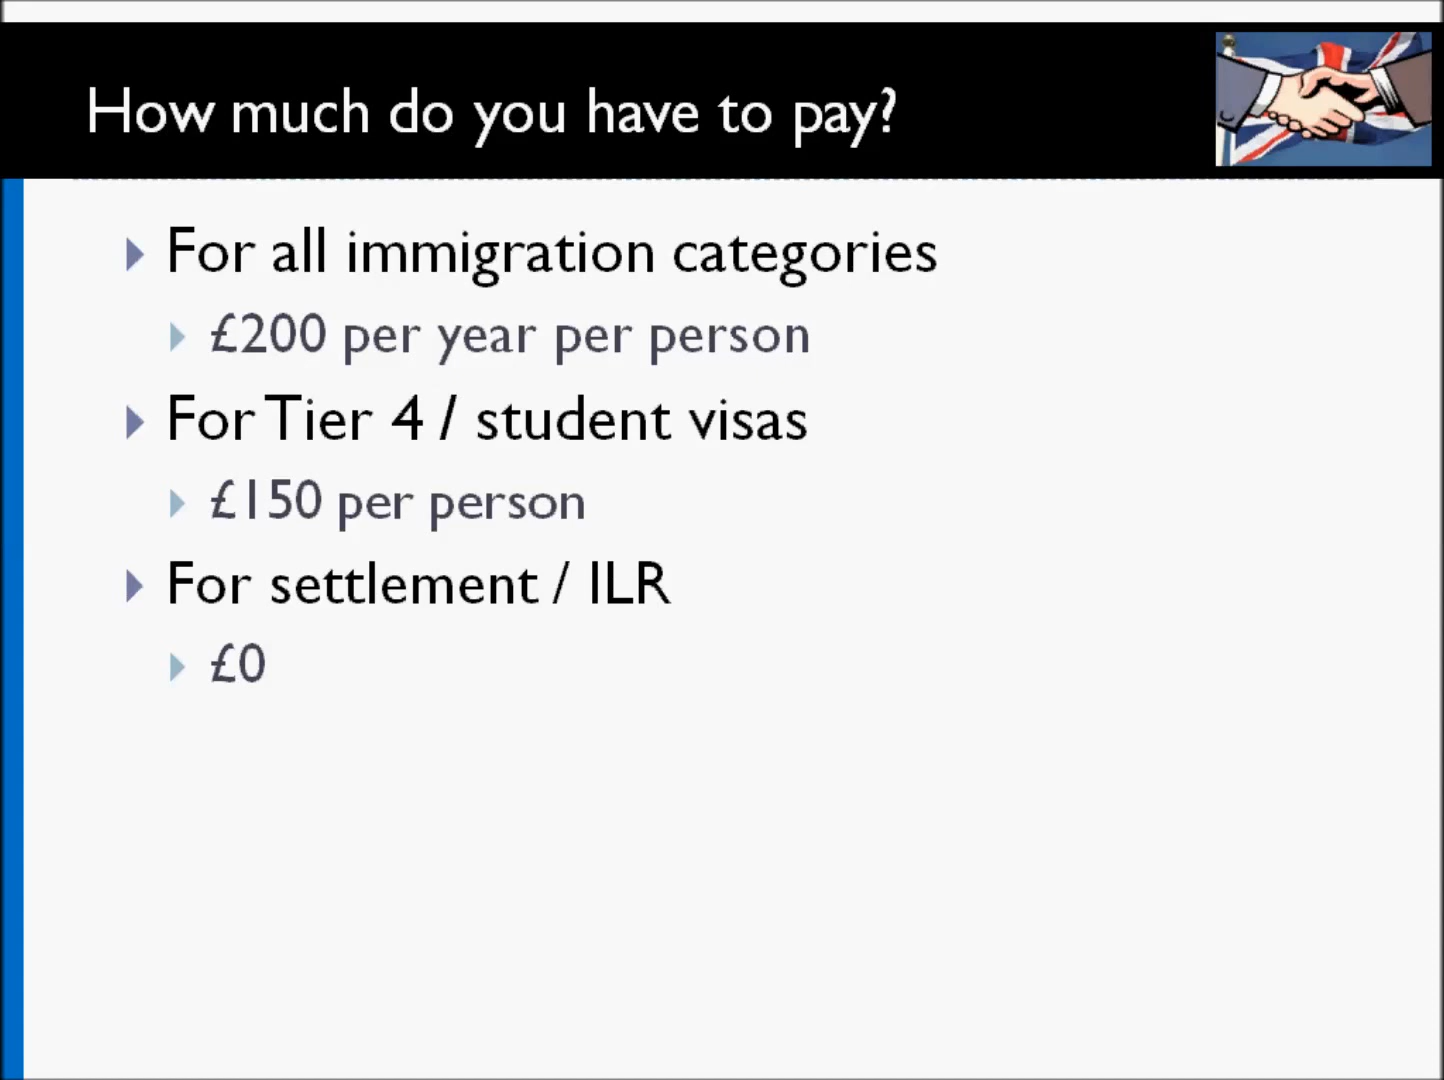 How much do you have to pay?
For all immigration categories
£200 per year per person
For Tier 4 / student visas
£150 per person
For settlement / ILR
£0